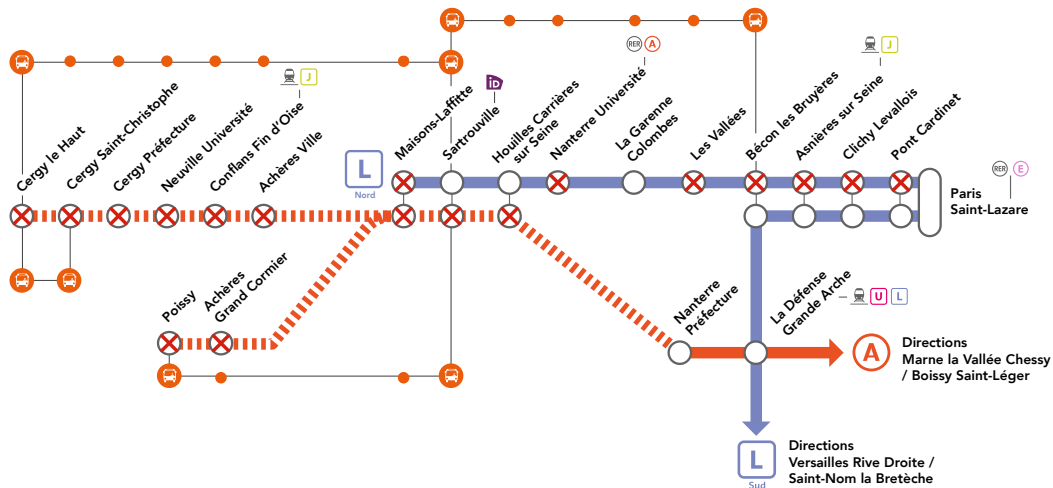 J
RER A
J
iD
Cergy le Haut
Cergy Saint-Christophe
Cergy Préfecture
Neuville Université
Conflans Fin d'Oise
Achères Ville
Maisons-Laffitte
Sartrouville
Houilles Carrières
sur Seine
Nanterre Université
La Garenne
Colombes
Les Vallées
Bécon les Bruyères
Asnières sur Seine
Clichy Levallois
Pont Cardinet
RER E
Paris
Saint-Lazare
L
Nord
Poissy
Achères
Grand Cormier
Nanterre
Préfecture
La Défense
Grande Arche
U L
A
Directions
Marne la Vallée Chessy
/ Boissy Saint-Léger
L
Sud
Directions
Versailles Rive Droite /
Saint-Nom la Bretèche